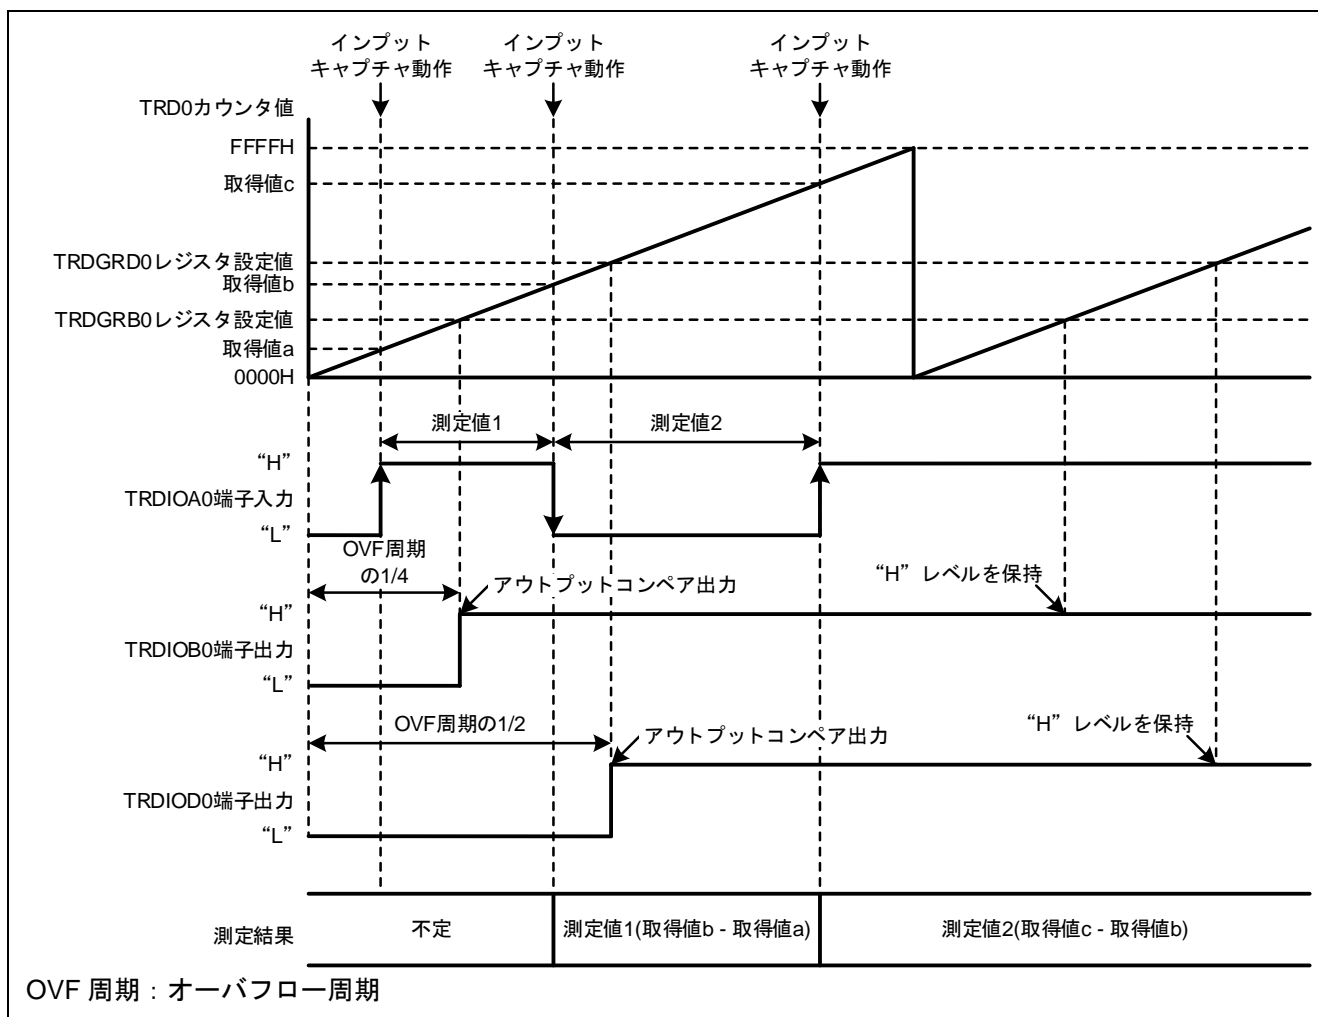 インプット
キャプチャ動作
インプット
キャプチャ動作
インプット
キャプチャ動作
TRD0カウンタ値
FFFFH
取得値c
TRDGRD0レジスタ設定値
取得値b
TRDGRB0レジスタ設定値
取得値a
0000H
測定値1
測定値2
“H”
TRDIOA0端子入力
“L”
OVF周期
の1/4
アウトプットコンペア出力
“H” レベルを保持
“H”
TRDIOB0端子出力
“L”
OVF周期の1/2
アウトプットコンペア出力
“H” レベルを保持
“H”
TRDIOD0端子出力
“L”
測定結果
不定
測定値1(取得値b - 取得値a)
測定値2(取得値c - 取得値b)
OVF 周期：オーバフロー周期